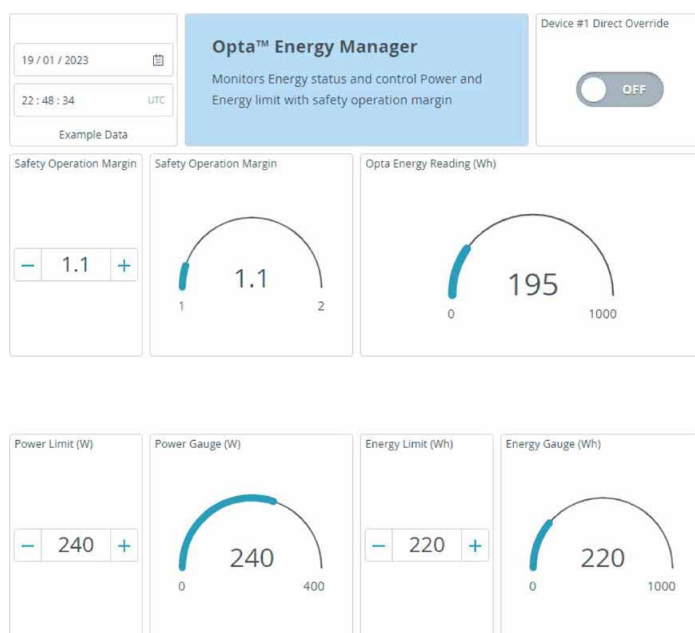 19 / 01 / 2023
22 : 48 : 34 UTC
Example Data
Opta™ Energy Manager
Monitors Energy status and control Power and
Energy limit with safety operation margin
Device #1 Direct Override
OFF
Safety Operation Margin
− 1.1 +
Safety Operation Margin
1.1
1 2
Opta Energy Reading (Wh)
195
0 1000
Power Limit (W)
− 240 +
Power Gauge (W)
240
0 400
Energy Limit (Wh)
− 220 +
Energy Gauge (Wh)
220
0 1000